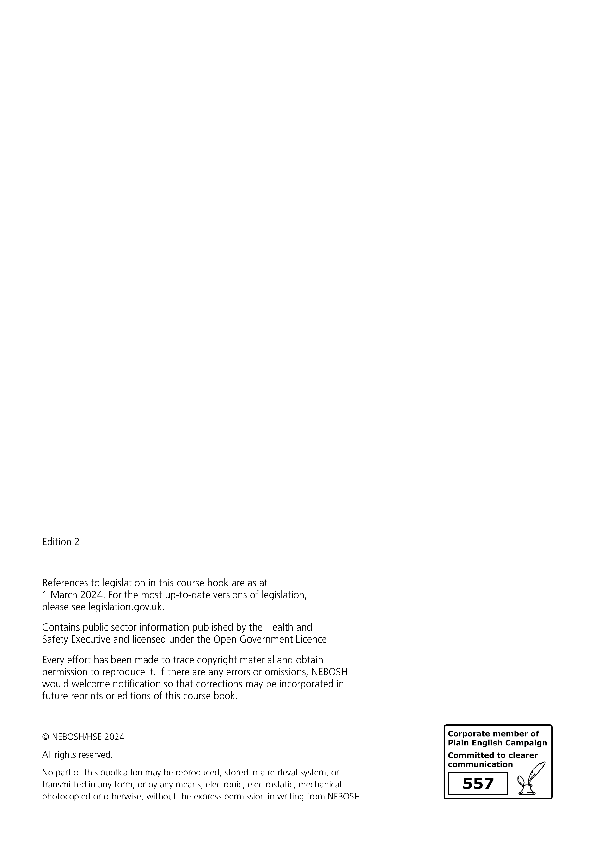 Edition 2
References to legislation in this course book are as at
1 March 2024. For the most up-to-date versions of legislation,
please see legislation.gov.uk.
Contains public sector information published by the Health and
Safety Executive and licensed under the Open Government Licence
Every effort has been made to trace copyright material and obtain
permission to reproduce it. If there are any errors or omissions, NEBOSH
would welcome notification so that corrections may be incorporated in
future reprints or editions of this course book.
© NEBOSH/HSE 2024
All rights reserved.
No part of this publication may be reproduced, stored in a retrieval system, or
transmitted in any form, or by any means, electronic, electrostatic, mechanical,
photocopied or otherwise, without the express permission in writing from NEBOSH
Corporate member of
Plain English Campaign
Committed to clearer
communication
557